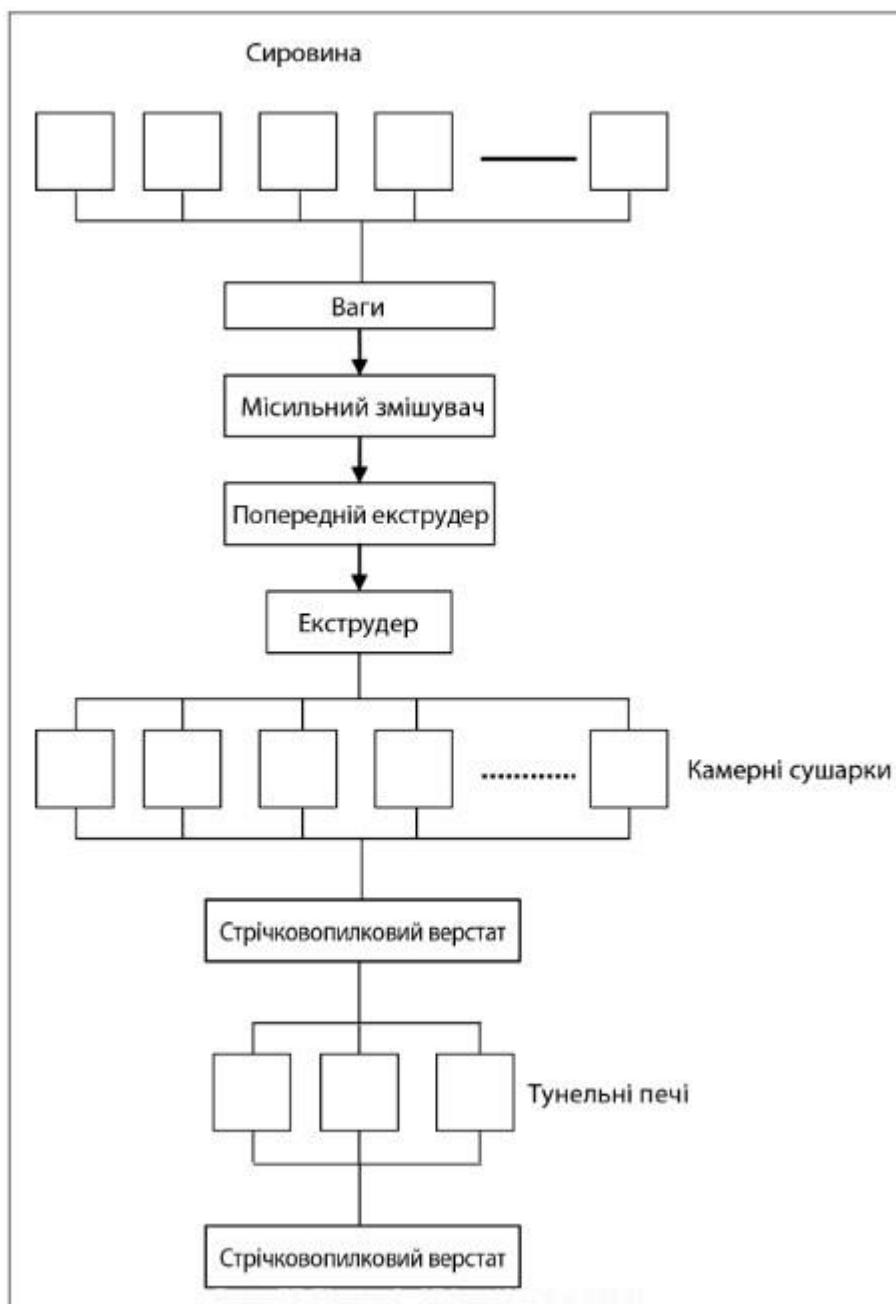 Сировина
Ваги
Місильний змішувач
Попередній екструдер
Екструдер
Камерні сушарки
Стрічковопилковий верстат
Тунельні печі
Стрічковопилковий верстат